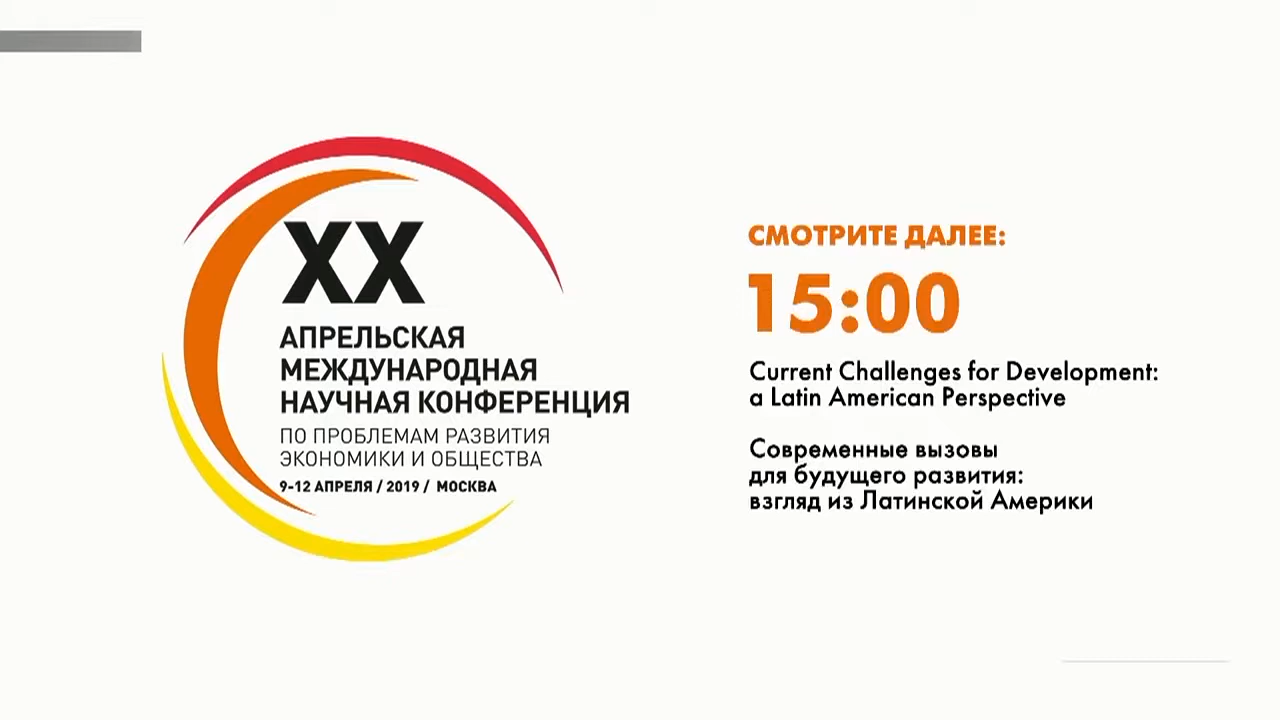 XX
АПРЕЛЬСКАЯ
МЕЖДУНАРОДНАЯ
НАУЧНАЯ КОНФЕРЕНЦИЯ
ПО ПРОБЛЕМАМ РАЗВИТИЯ
ЭКОНОМИКИ И ОБЩЕСТВА
9-12 АПРЕЛЯ / 2019 / МОСКВА
СМОТРИТЕ ДАЛЕЕ:
15:00
Current Challenges for Development:
a Latin American Perspective
Современные вызовы
для будущего развития:
взгляд из Латинской Америки